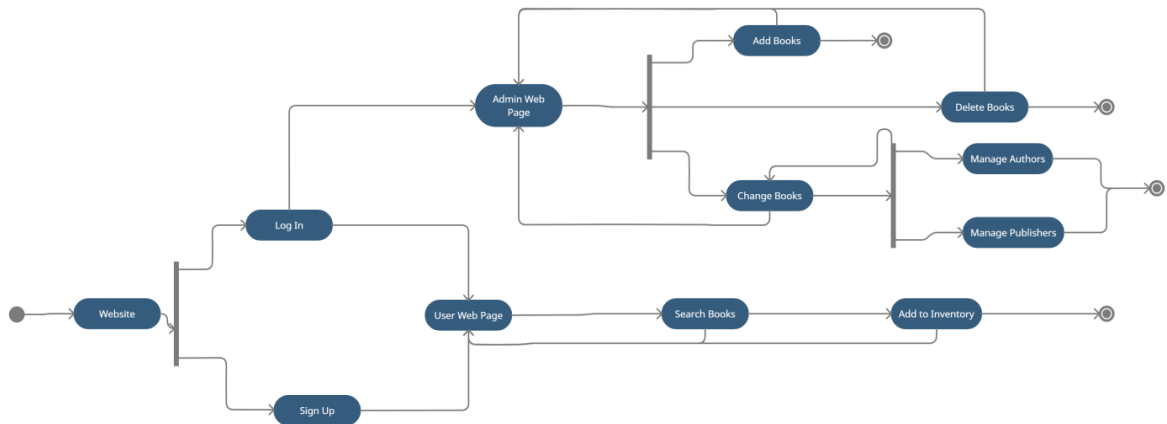 Add Books
Admin Web
Page
Delete Books
Manage Authors
Change Books
Log In
Manage Publishers
Website
User Web Page
Search Books
Add to Inventory
Sign Up